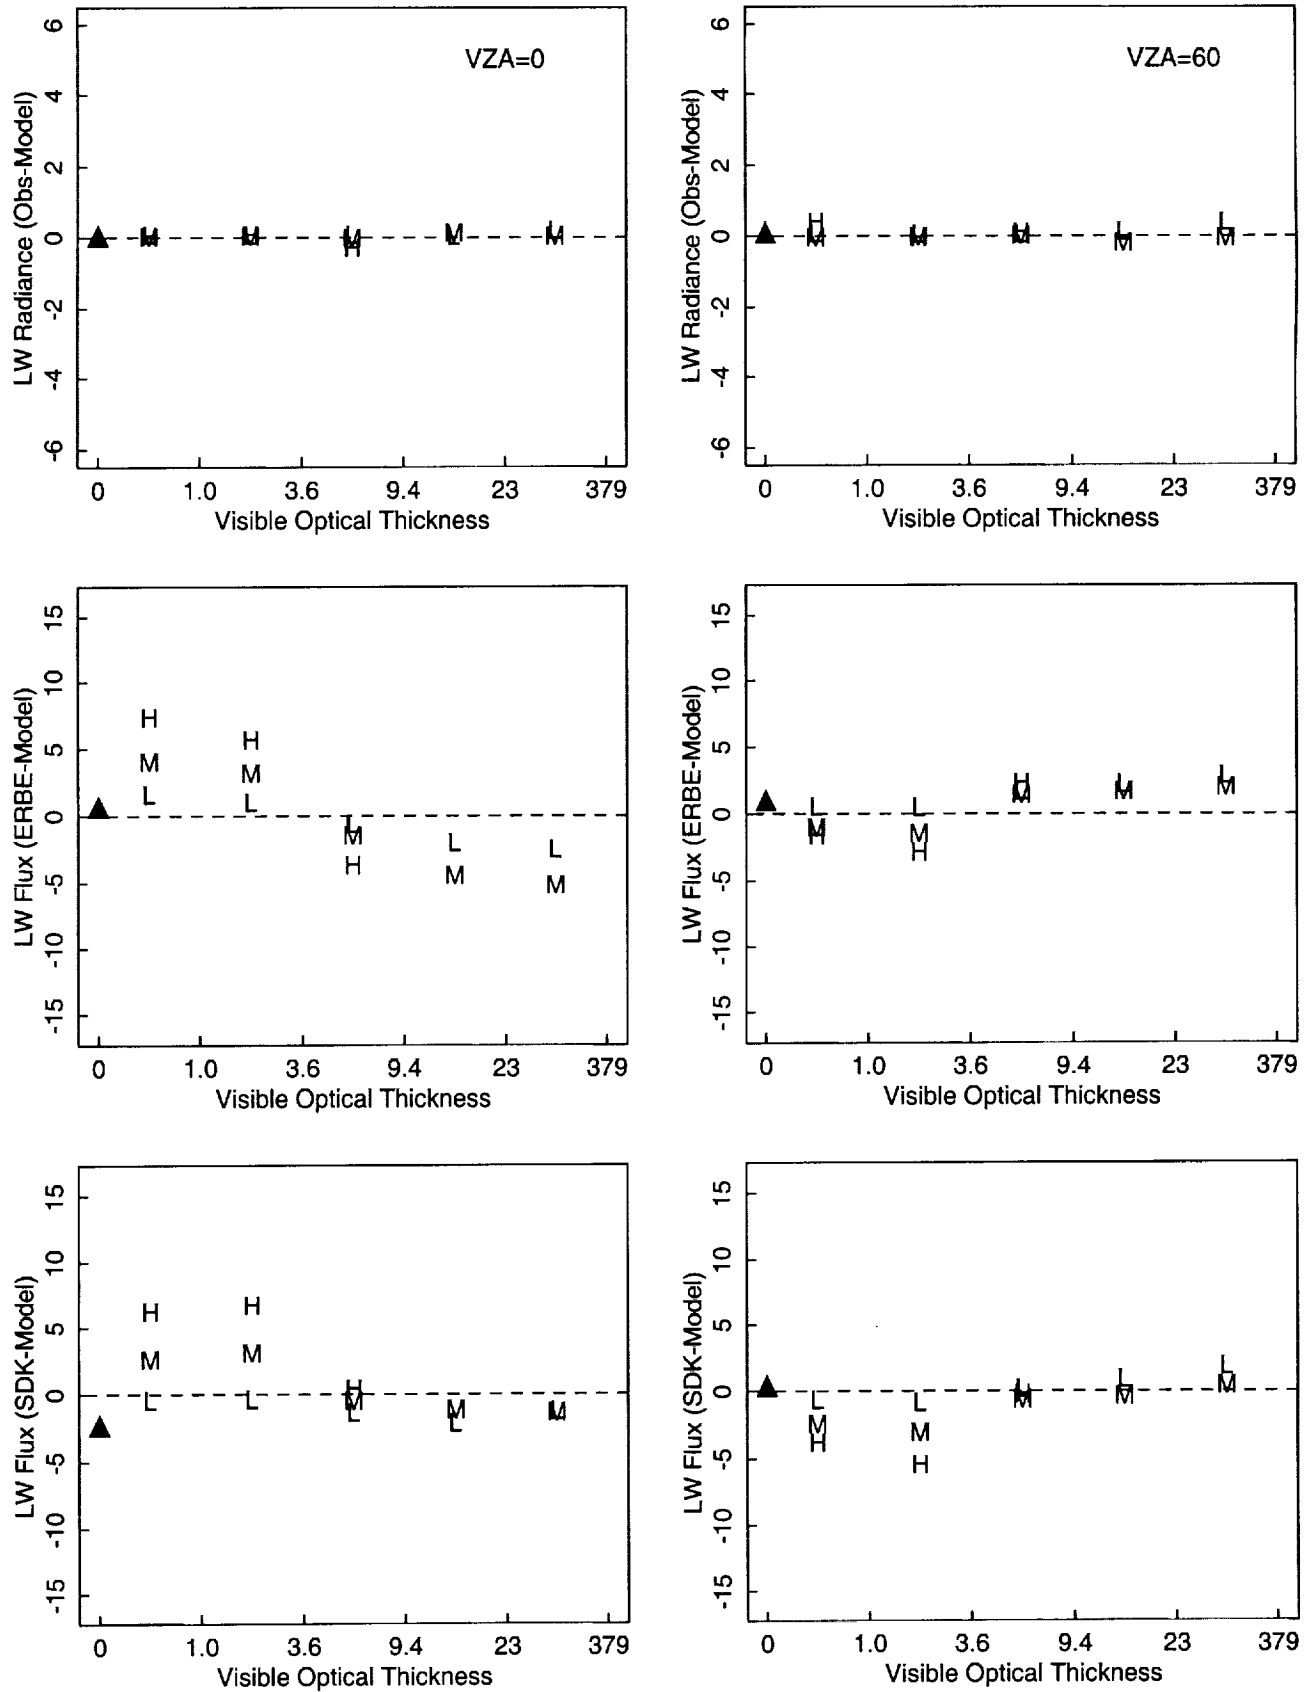 VZA=0
LW Radiance (Obs-Model)
6
4
2
0
-2
-4
-6
▲ M M M H M L M
0 1.0 3.6 9.4 23 379
Visible Optical Thickness
VZA=60
LW Radiance (Obs-Model)
6
4
2
0
-2
-4
-6
H M M M L M L M
0 1.0 3.6 9.4 23 379
Visible Optical Thickness
LW Flux (ERBE-Model)
15
10
5
0
-5
-10
-15
H M L H M L L M H L M L M
0 1.0 3.6 9.4 23 379
Visible Optical Thickness
LW Flux (ERBE-Model)
15
10
5
0
-5
-10
-15
L M H L M H H M L M L M
0 1.0 3.6 9.4 23 379
Visible Optical Thickness
LW Flux (SDK-Model)
15
10
5
0
-5
-10
-15
H M L H M L H M L M L M
0 1.0 3.6 9.4 23 379
Visible Optical Thickness
LW Flux (SDK-Model)
15
10
5
0
-5
-10
-15
L M H L M H L M L M L M
0 1.0 3.6 9.4 23 379
Visible Optical Thickness